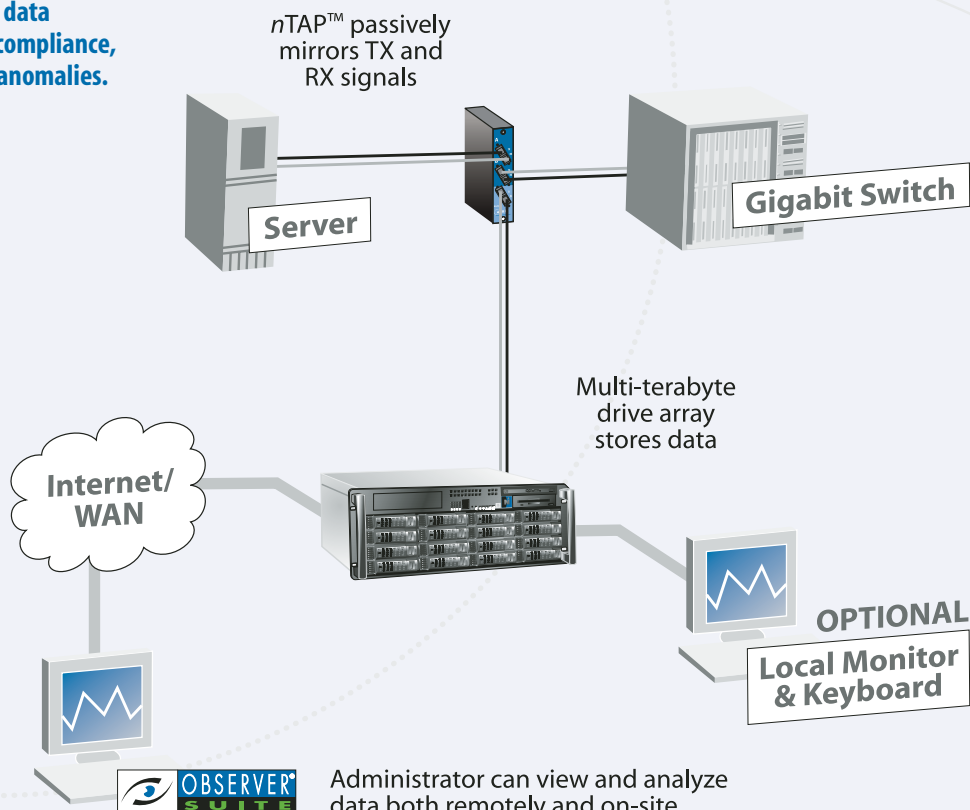 data
compliance,
anomalies.
nTAP™ passively
mirrors TX and
RX signals
Server
Gigabit Switch
Multi-terabyte
drive array
stores data
Internet/
WAN
OPTIONAL
Local Monitor
& Keyboard
OBSERVER®
SUITE
Administrator can view and analyze
data both remotely and on-site